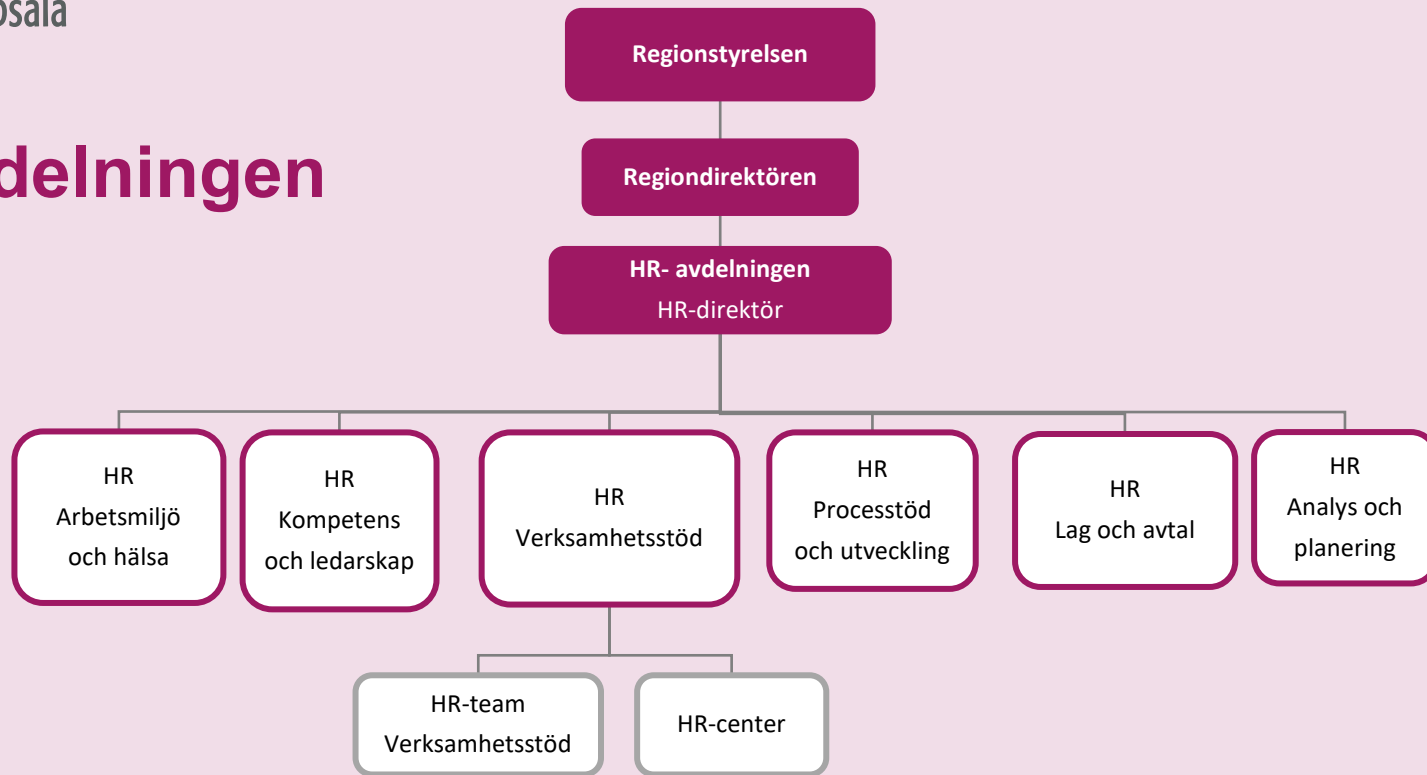 Regionstyrelsen
delningen
Regiondirektören
HR- avdelningen
HR-direktör
HR
Arbetsmiljö
och hälsa
HR
Kompetens
och ledarskap
HR
Verksamhetsstöd
HR
Processtöd
och utveckling
HR
Lag och avtal
HR
Analys och
planering
HR-team
Verksamhetsstöd
HR-center